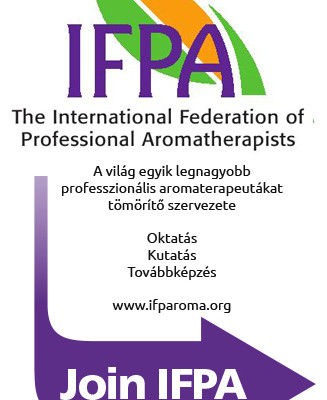 IFPA
The International Federation of
Professional Aromatherapists
A világ egyik legnagyobb
professzionális aromaterapeutákat
tömörítő szervezete
Oktatás
Kutatás
Továbbképzés
www.ifparoma.org
Join IFPA